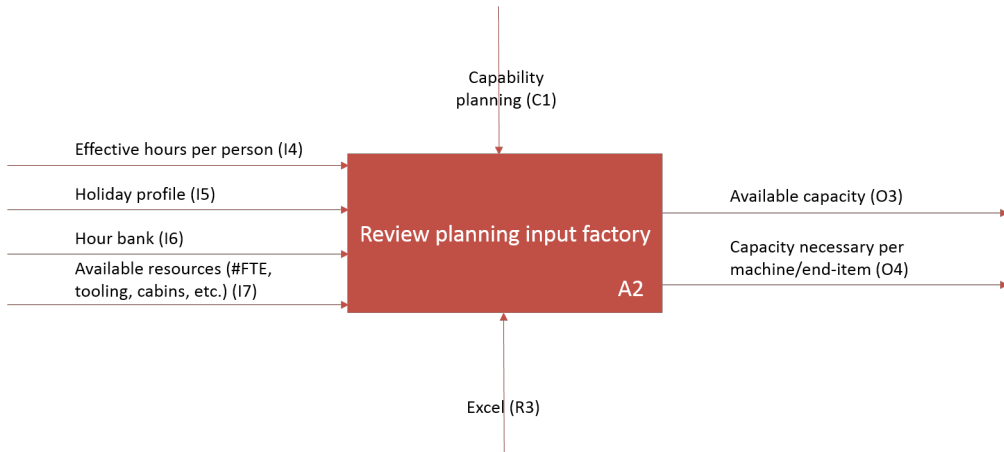 Capability
planning (C1)
Effective hours per person (I4)
Holiday profile (I5)
Hour bank (I6)
Available resources (#FTE,
tooling, cabins, etc.) (I7)
Review planning input factory
A2
Available capacity (O3)
Capacity necessary per
machine/end-item (O4)
Excel (R3)